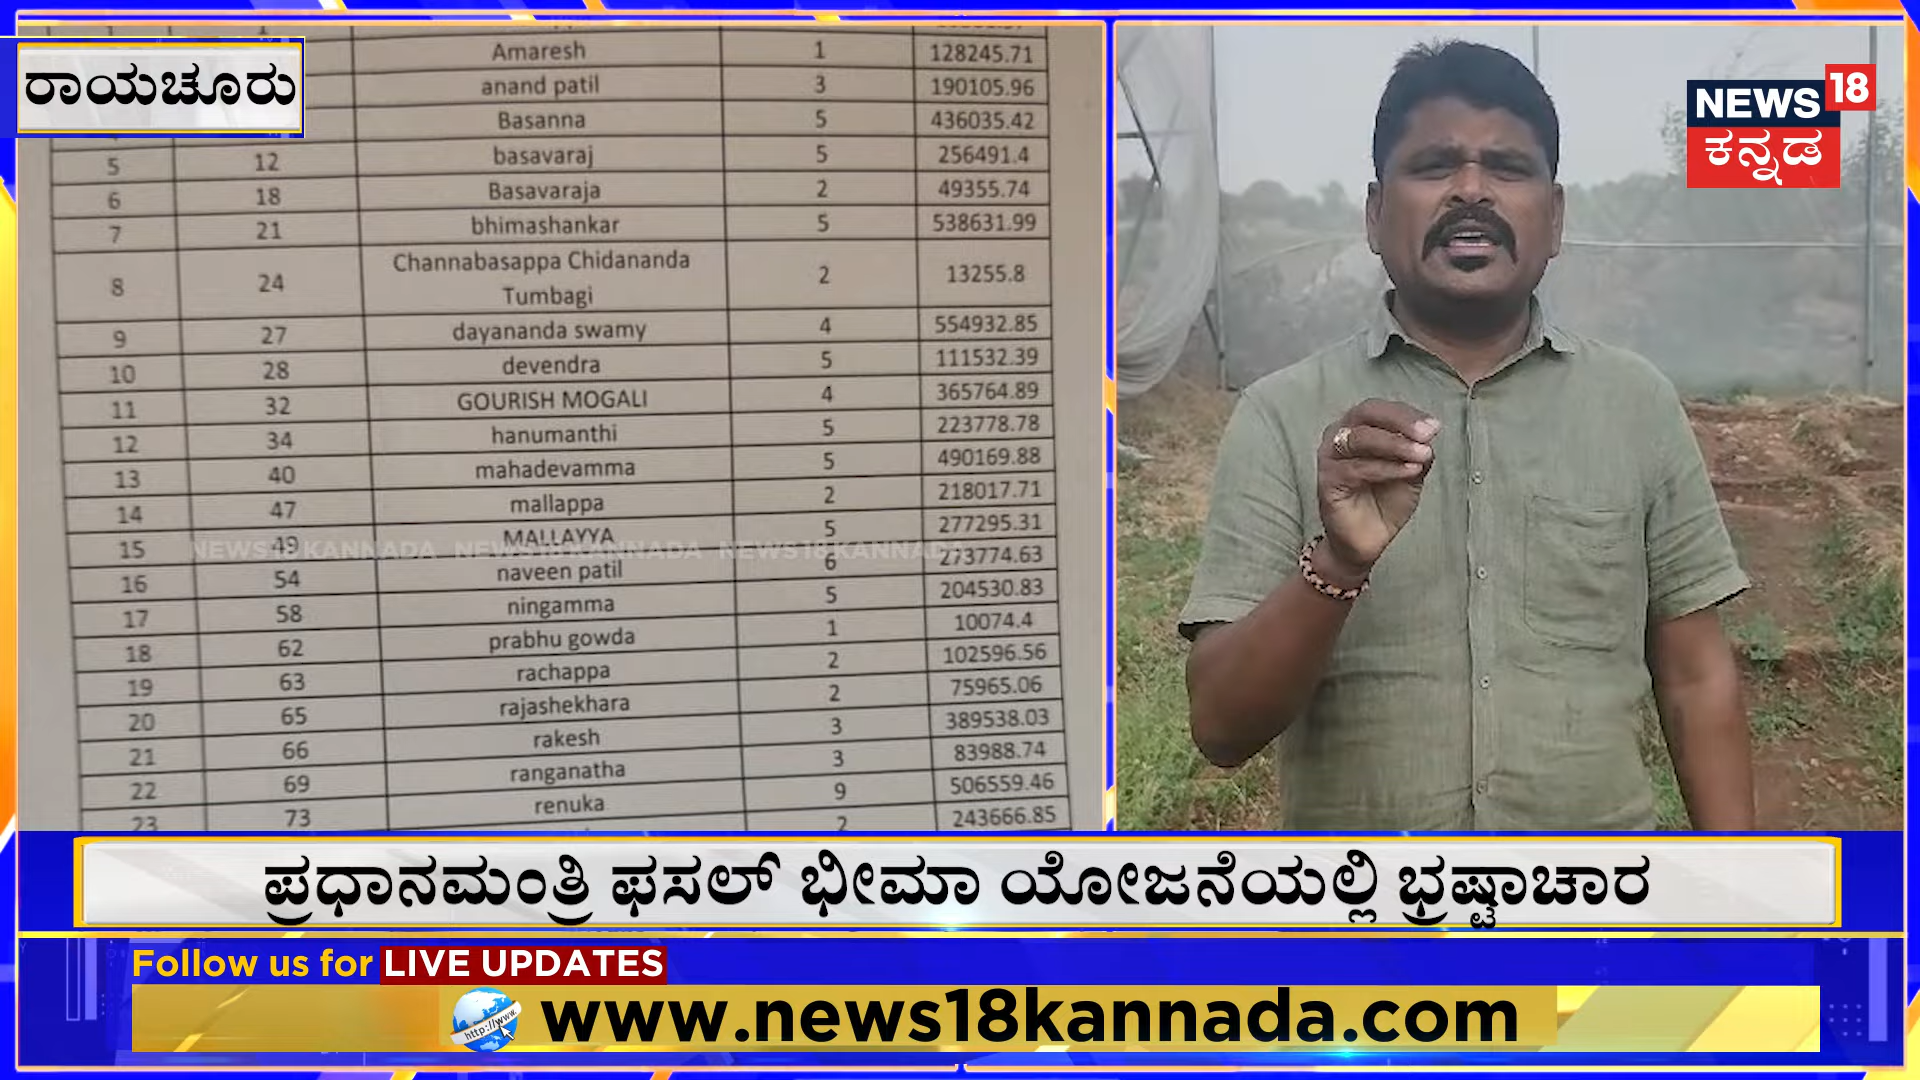 ರಾಯಚೂರು
Amaresh 1 128245.71
anand patil 3 190105.96
Basanna 5 436035.42
5 12 basavaraj 5 256491.4
6 18 Basavaraja 2 49355.74
7 21 bhimashankar 5 538631.99
8 24 Channabasappa Chidananda Tumbagi 2 13255.8
9 27 dayananda swamy 4 554932.85
10 28 devendra 5 111532.39
11 32 GOURISH MOGALI 4 365764.89
12 34 hanumanthi 5 223778.78
13 40 mahadevamma 5 490169.88
14 47 mallappa 2 218017.71
15 49 MALLAYYA 5 277295.31
16 54 naveen patil 6 273774.63
17 58 ningamma 5 204530.83
18 62 prabhu gowda 1 10074.4
19 63 rachappa 2 102596.56
20 65 rajashekhara 2 75965.06
21 66 rakesh 3 389538.03
22 69 ranganatha 3 83988.74
23 73 renuka 9 506559.46
2 243666.85
NEWS18 KANNADA NEWS18 KANNADA NEWS18 KANNADA
NEWS 18
ಕನ್ನಡ
ಪ್ರಧಾನಮಂತ್ರಿ ಫಸಲ್ ಭೀಮಾ ಯೋಜನೆಯಲ್ಲಿ ಭ್ರಷ್ಟಾಚಾರ
Follow us for LIVE UPDATES
http://www.
www.news18kannada.com